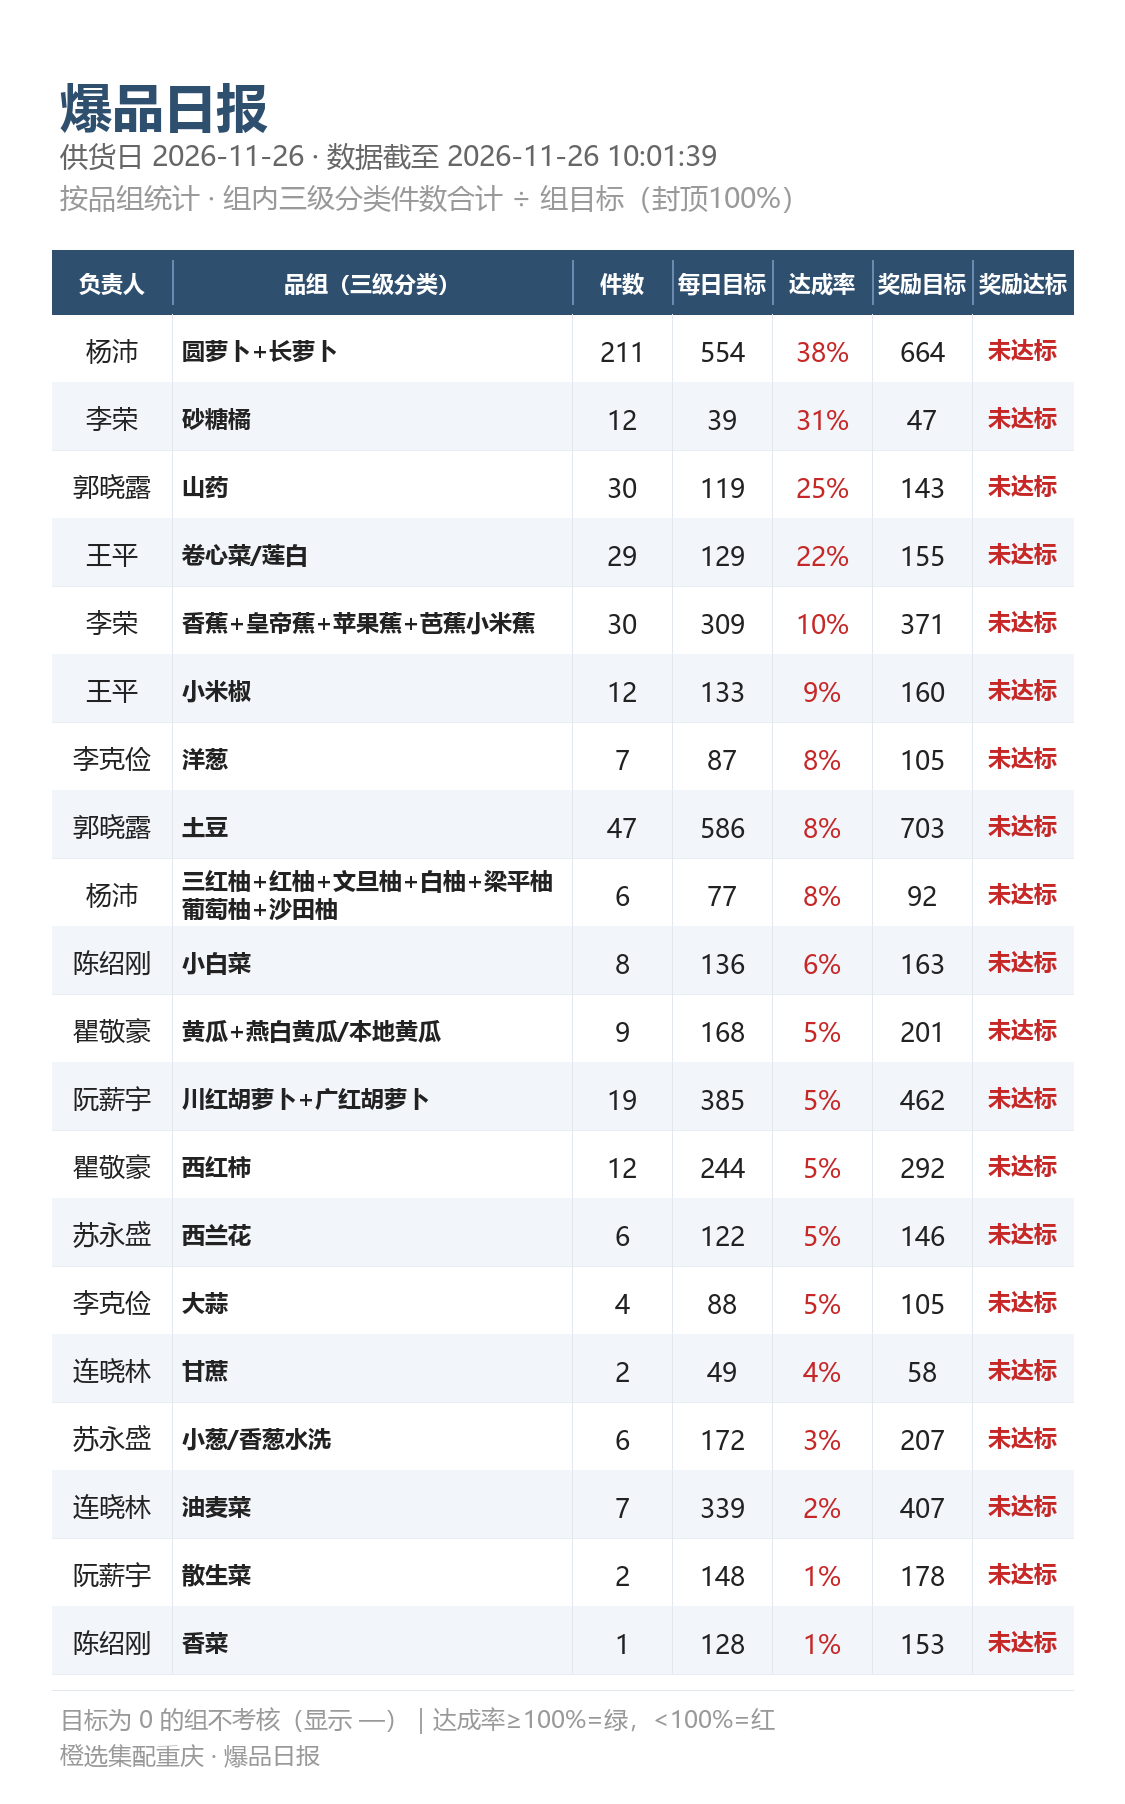 爆品日报
供货日 2026-11-26 · 数据截至 2026-11-26 10:01:39
按品组统计 · 组内三级分类件数合计 ÷ 组目标（封顶100%）
负责人 品组（三级分类） 件数 每日目标 达成率 奖励目标 奖励达标
杨沛 圆萝卜+长萝卜 211 554 38% 664 未达标
李荣 砂糖橘 12 39 31% 47 未达标
郭晓露 山药 30 119 25% 143 未达标
王平 卷心菜/莲白 29 129 22% 155 未达标
李荣 香蕉+皇帝蕉+苹果蕉+芭蕉小米蕉 30 309 10% 371 未达标
王平 小米椒 12 133 9% 160 未达标
李克俭 洋葱 7 87 8% 105 未达标
郭晓露 土豆 47 586 8% 703 未达标
杨沛 三红柚+红柚+文旦柚+白柚+梁平柚
葡萄柚+沙田柚 6 77 8% 92 未达标
陈绍刚 小白菜 8 136 6% 163 未达标
瞿敬豪 黄瓜+燕白黄瓜/本地黄瓜 9 168 5% 201 未达标
阮薪宇 川红胡萝卜+广红胡萝卜 19 385 5% 462 未达标
瞿敬豪 西红柿 12 244 5% 292 未达标
苏永盛 西兰花 6 122 5% 146 未达标
李克俭 大蒜 4 88 5% 105 未达标
连晓林 甘蔗 2 49 4% 58 未达标
苏永盛 小葱/香葱水洗 6 172 3% 207 未达标
连晓林 油麦菜 7 339 2% 407 未达标
阮薪宇 散生菜 2 148 1% 178 未达标
陈绍刚 香菜 1 128 1% 153 未达标
目标为 0 的组不考核（显示 —）｜达成率≥100%=绿，<100%=红
橙选集配重庆 · 爆品日报